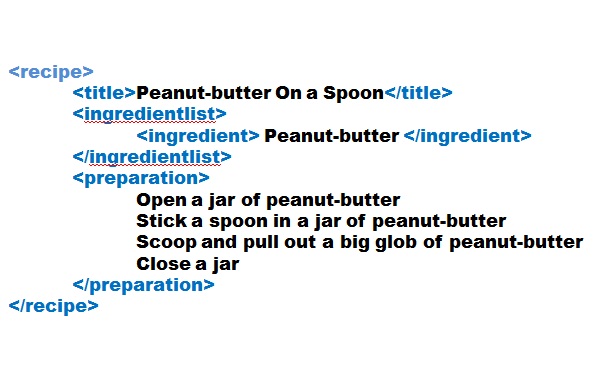 <recipe>
<title>Peanut-butter On a Spoon</title>
<ingredientlist>
<ingredient> Peanut-butter </ingredient>
</ingredientlist>
<preparation>
Open a jar of peanut-butter
Stick a spoon in a jar of peanut-butter
Scoop and pull out a big glob of peanut-butter
Close a jar
</preparation>
</recipe>